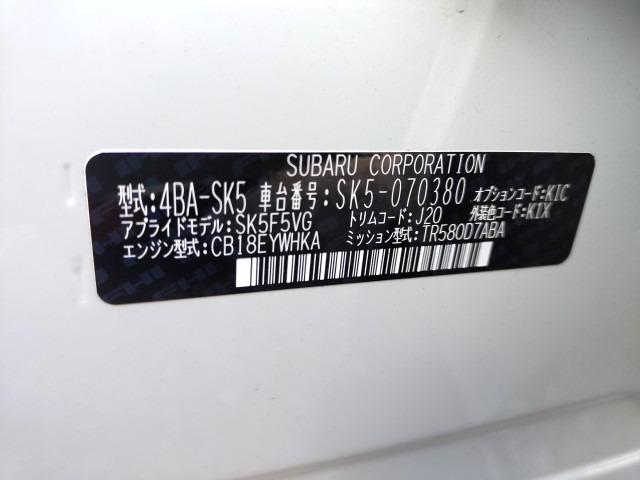 SUBARU CORPORATION
型式:4BA-SK5 車台番号:SK5-070380 オプションコード:KIC
アプライドモデル:SK5F5VG トリムコード:J20 外装色コード:K1X
エンジン型式:CB18EYWHKA ミッション型式:TR580D7ABA